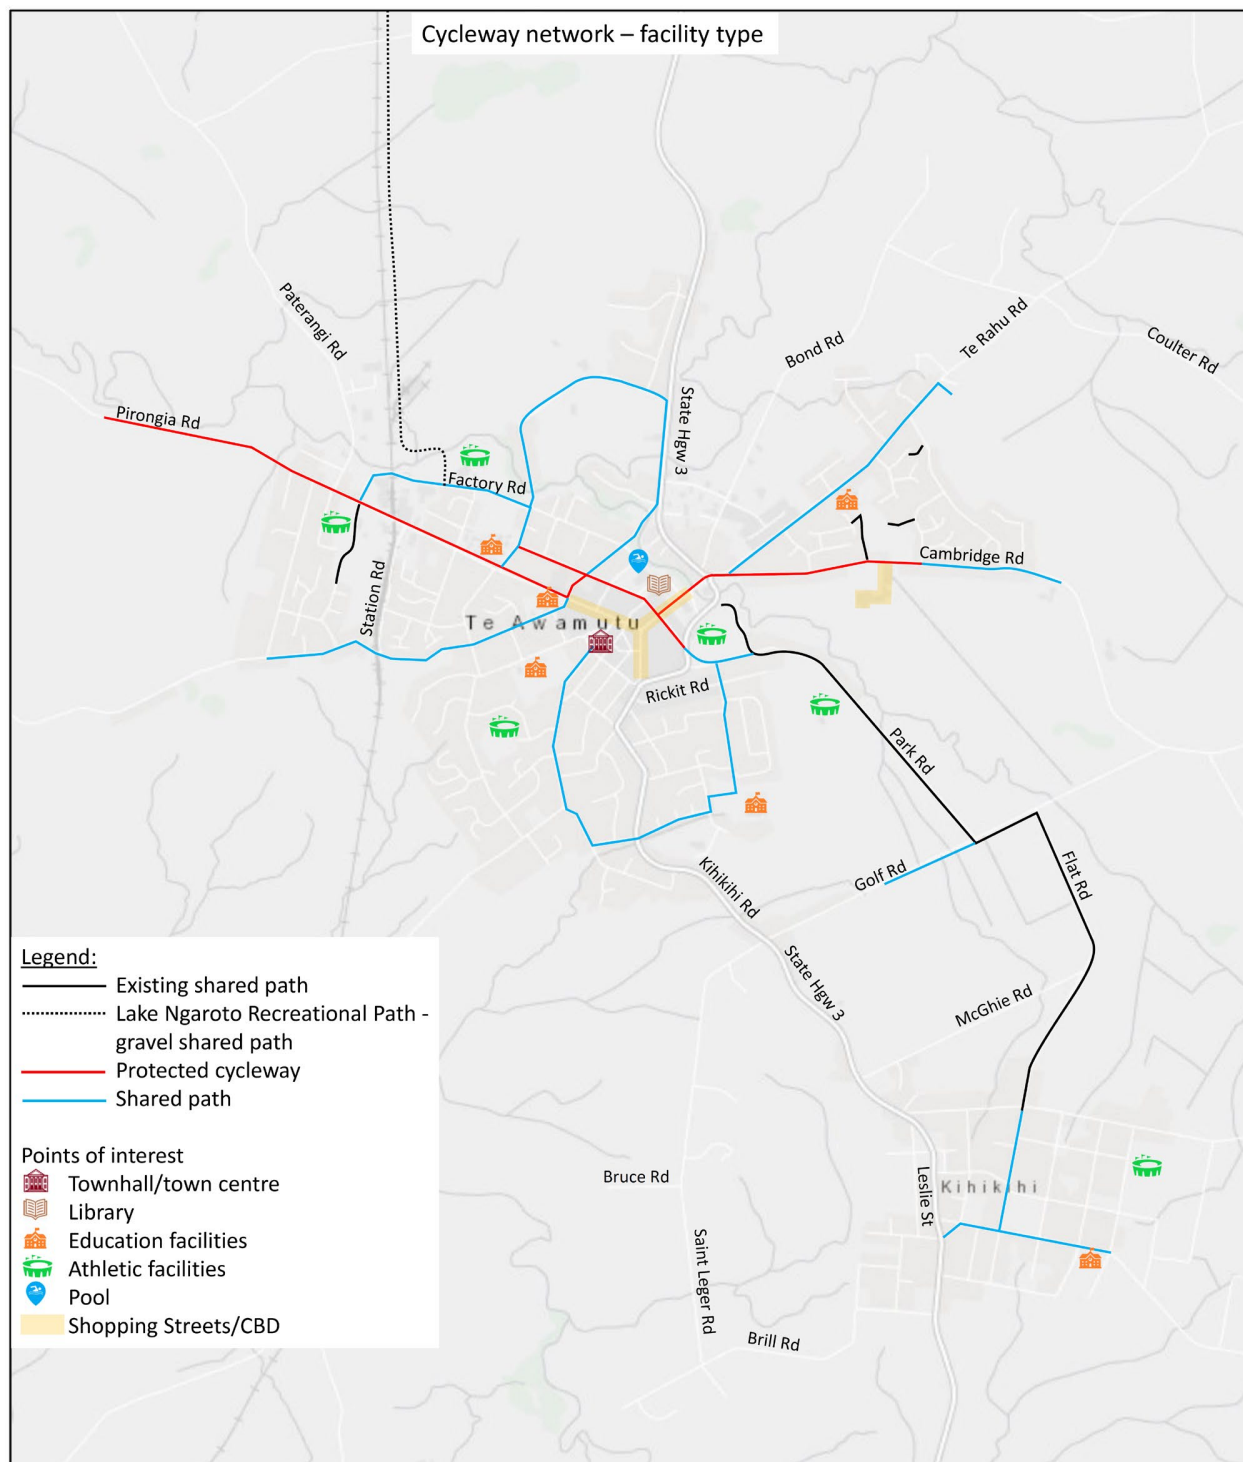 Cycleway network – facility type
Paterangi Rd
Bond Rd
Te Rahu Rd
Coulter Rd
Pirongia Rd
State Hgw 3
Factory Rd
Cambridge Rd
Station Rd
Te Awamutu
Rickit Rd
Park Rd
Golf Rd
Flat Rd
Kihikihi Rd
State Hgw 3
McGhie Rd
Legend:
Existing shared path
Lake Ngaroto Recreational Path -
gravel shared path
Protected cycleway
Shared path
Points of interest
Townhall/town centre
Library
Education facilities
Athletic facilities
Pool
Shopping Streets/CBD
Bruce Rd
Leslie St
Kihikihi
Saint Leger Rd
Brill Rd